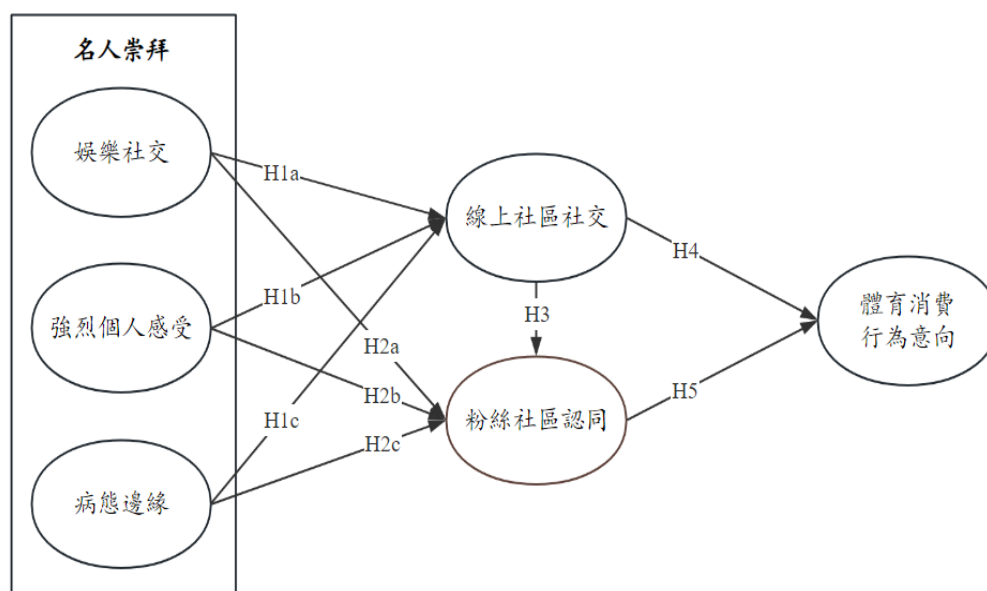 名人崇拜
娛樂社交
H1a
線上社區社交
H4
強烈個人感受
H1b
H3
體育消費
行為意向
H2a
H2b
H5
粉絲社區認同
H1c
H2c
病態邊緣